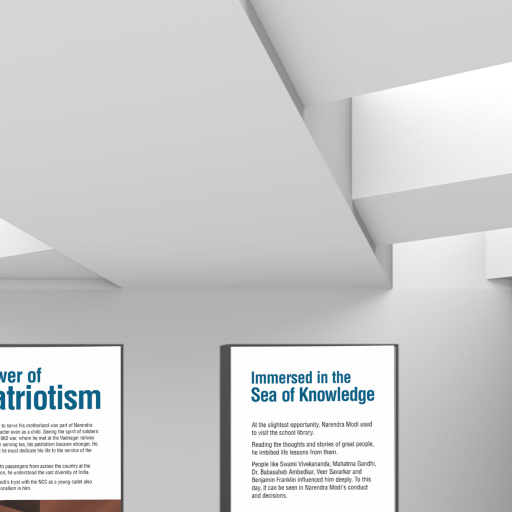 wer of
atriotism
to serve his motherland was part of Narendra
acter even as a child. Seeing the spirit of soldiers
1962 war, whom he met at the Vadnagar railway
serving tea, his patriotism became stronger. He
he must dedicate his life to the service of the
to passengers from across the country at the
on, he understood the vast diversity of India.
odi's tryst with the NCC as a young cadet also
ionalism in him.
Immersed in the
Sea of Knowledge
At the slightest opportunity, Narendra Modi used
to visit the school library.
Reading the thoughts and stories of great people,
he imbibed life lessons from them.
People like Swami Vivekananda, Mahatma Gandhi,
Dr. Babasaheb Ambedkar, Veer Savarkar and
Benjamin Franklin influenced him deeply. To this
day, it can be seen in Narendra Modi's conduct
and decisions.